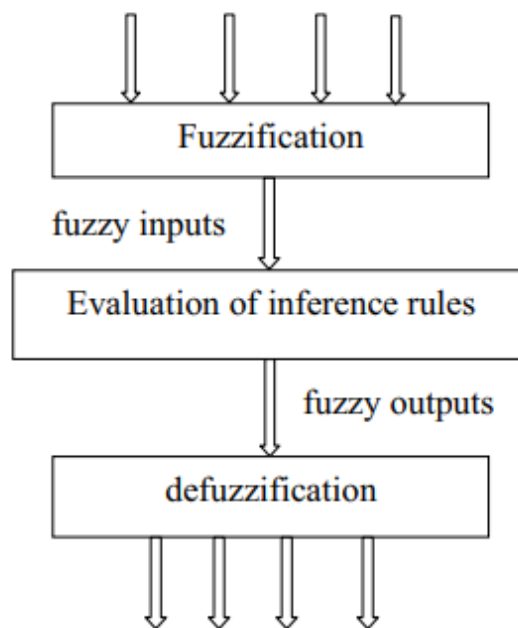 Fuzzification
fuzzy inputs
Evaluation of inference rules
fuzzy outputs
defuzzification